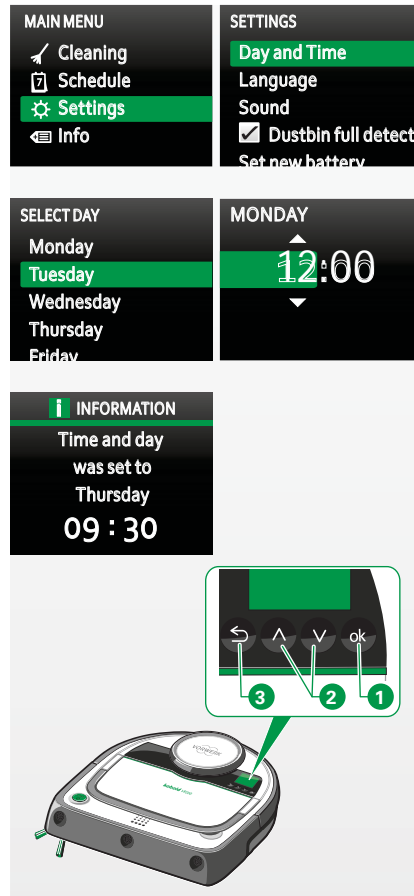 MAIN MENU
Cleaning
7 Schedule
Settings
Info
SETTINGS
Day and Time
Language
Sound
Dustbin full detect
Set new battery
SELECT DAY
Monday
Tuesday
Wednesday
Thursday
Friday
MONDAY
12:00
i INFORMATION
Time and day
was set to
Thursday
09:30
ok
3 2 1
VORWERK
kobold